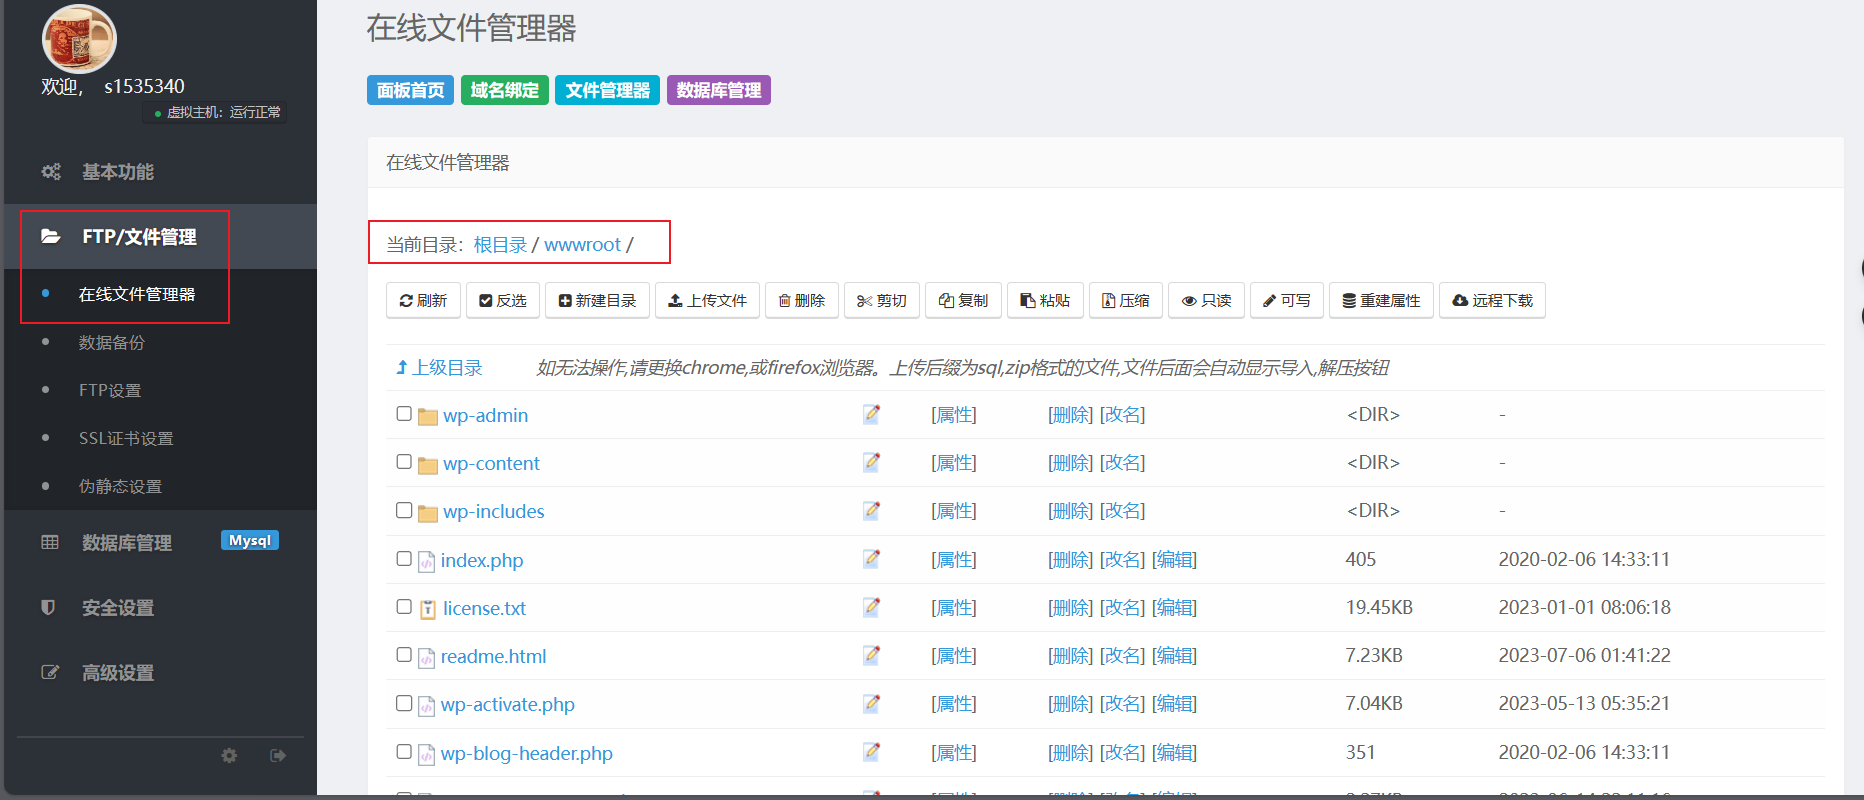 欢迎， s1535340
虚拟主机：运行正常
基本功能
FTP/文件管理
在线文件管理器
数据备份
FTP设置
SSL证书设置
伪静态设置
数据库管理 Mysql
安全设置
高级设置
在线文件管理器
面板首页 域名绑定 文件管理器 数据库管理
在线文件管理器
当前目录：根目录 / wwwroot /
刷新 反选 新建目录 上传文件 删除 剪切 复制 粘贴 压缩 只读 可写 重建属性 远程下载
上级目录 如无法操作,请更换chrome,或firefox浏览器。上传后缀为sql,zip格式的文件,文件后面会自动显示导入,解压按钮
wp-admin [属性] [删除] [改名] <DIR> -
wp-content [属性] [删除] [改名] <DIR> -
wp-includes [属性] [删除] [改名] <DIR> -
index.php [属性] [删除] [改名] [编辑] 405 2020-02-06 14:33:11
license.txt [属性] [删除] [改名] [编辑] 19.45KB 2023-01-01 08:06:18
readme.html [属性] [删除] [改名] [编辑] 7.23KB 2023-07-06 01:41:22
wp-activate.php [属性] [删除] [改名] [编辑] 7.04KB 2023-05-13 05:35:21
wp-blog-header.php [属性] [删除] [改名] [编辑] 351 2020-02-06 14:33:11